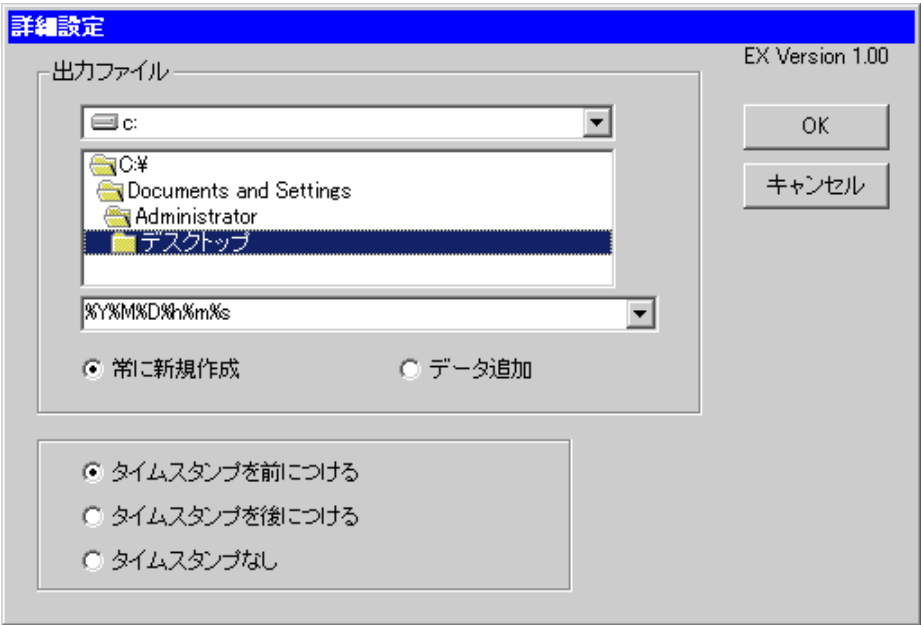 詳細設定
EX Version 1.00
出力ファイル
c:
OK
C:¥
キャンセル
Documents and Settings
Administrator
デスクトップ
%Y%M%D%h%m%s
常に新規作成
データ追加
タイムスタンプを前につける
タイムスタンプを後につける
タイムスタンプなし